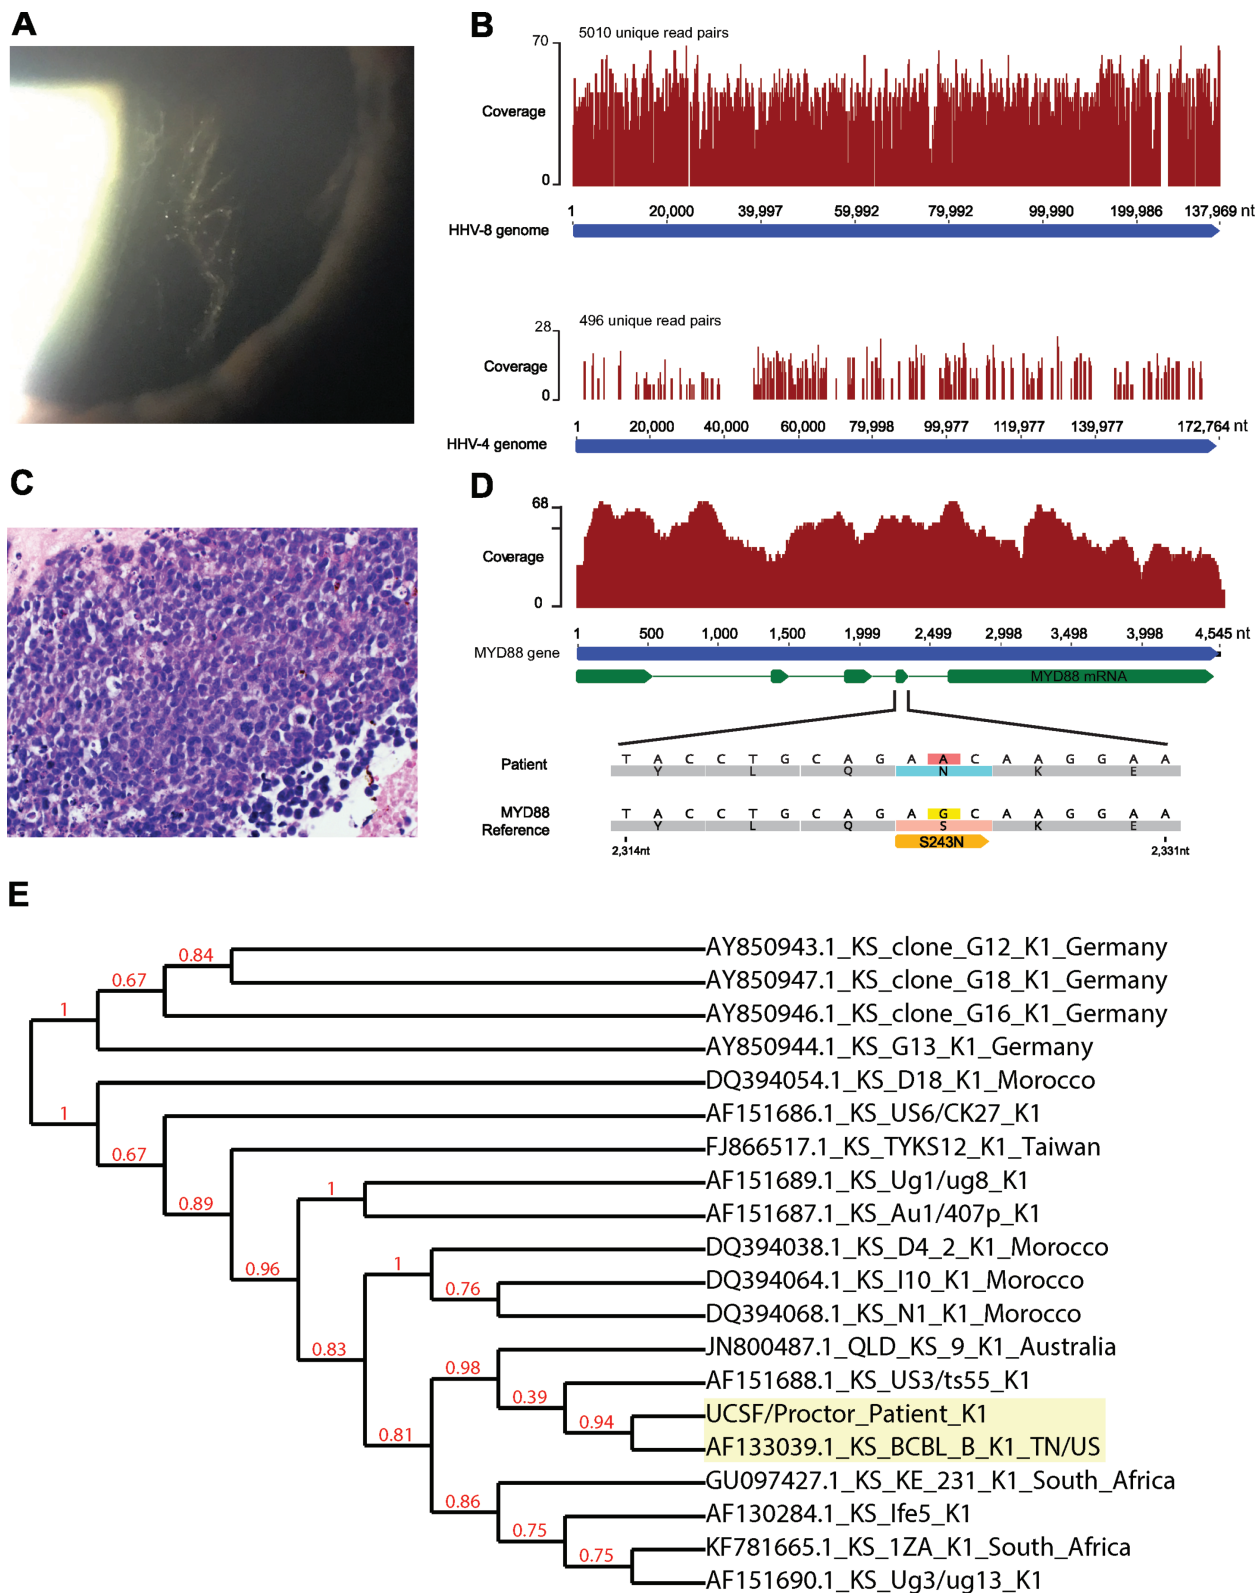 A
B
5010 unique read pairs
70
Coverage
0
1 20,000 39,997 59,992 79,992 99,990 199,986 137,969 nt
HHV-8 genome
496 unique read pairs
28
Coverage
0
1 20,000 40,000 60,000 79,998 99,977 119,977 139,977 172,764 nt
HHV-4 genome
C
D
68
Coverage
0
1 500 1,000 1,500 1,999 2,499 2,998 3,498 3,998 4,545 nt
MYD88 gene
MYD88 mRNA
Patient
T A C C T G C A G A A C A A G G A A
Y L Q N K E
MYD88
Reference
T A C C T G C A G A G C A A G G A A
Y L Q S K E
S243N
2,314nt 2,331nt
E
AY850943.1_KS_clone_G12_K1_Germany
0.84
AY850947.1_KS_clone_G18_K1_Germany
0.67
AY850946.1_KS_clone_G16_K1_Germany
1
AY850944.1_KS_G13_K1_Germany
DQ394054.1_KS_D18_K1_Morocco
1
AF151686.1_KS_US6/CK27_K1
0.67
FJ866517.1_KS_TYKS12_K1_Taiwan
AF151689.1_KS_Ug1/ug8_K1
1
0.89
AF151687.1_KS_Au1/407p_K1
DQ394038.1_KS_D4_2_K1_Morocco
1
0.96
DQ394064.1_KS_I10_K1_Morocco
0.76
DQ394068.1_KS_N1_K1_Morocco
0.83
JN800487.1_QLD_KS_9_K1_Australia
0.98
AF151688.1_KS_US3/ts55_K1
0.39
UCSF/Proctor_Patient_K1
0.94
0.81
AF133039.1_KS_BCBL_B_K1_TN/US
GU097427.1_KS_KE_231_K1_South_Africa
0.86
AF130284.1_KS_Ife5_K1
0.75
KF781665.1_KS_1ZA_K1_South_Africa
0.75
AF151690.1_KS_Ug3/ug13_K1